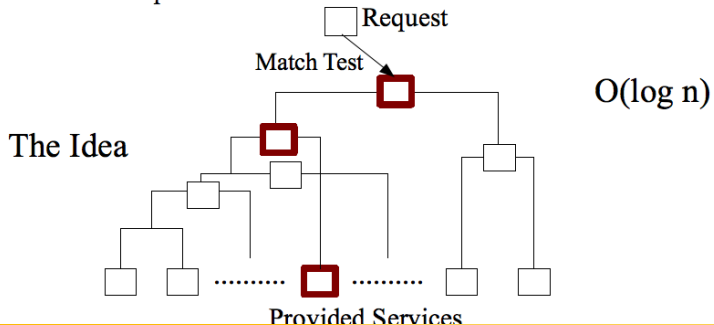 Request
Match Test
O(log n)
The Idea
Provided Services